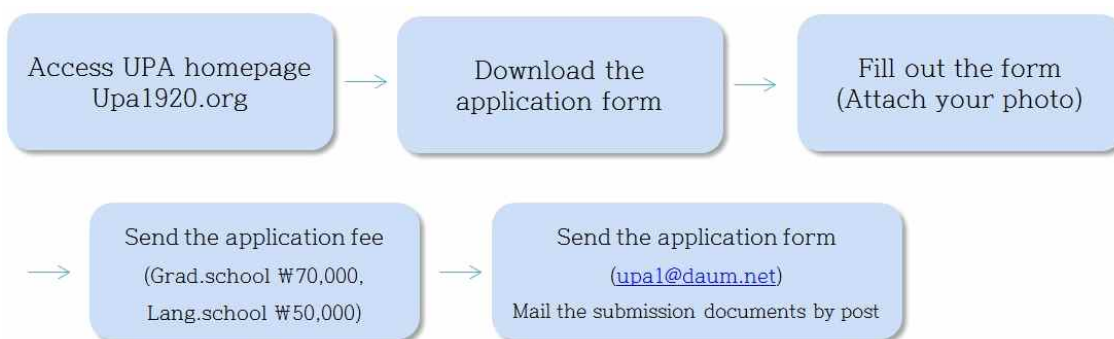 Access UPA homepage
Upa1920.org
Download the
application form
Fill out the form
(Attach your photo)
Send the application fee
(Grad.school ₩70,000,
Lang.school ₩50,000)
Send the application form
(upa1@daum.net)
Mail the submission documents by post